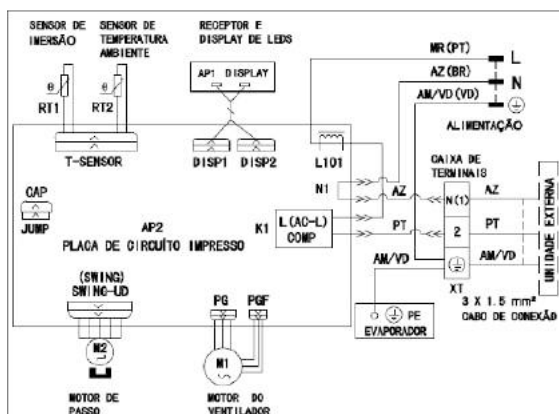 SENSOR DE
IMERSÃO
SENSOR DE
TEMPERATURA
AMBIENTE
RECEPTOR E
DISPLAY DE LEDS
AP1 DISPLAY
MR(PT)
L
AZ(BR)
N
AM/VD(VD)
ALIMENTAÇÃO
θ
RT1
θ
RT2
T-SENSOR
DISP1
DISP2
L101
CAIXA DE
TERMINAIS
N1
AZ
N(1)
AZ
CAP
JUMP
AP2
PLACA DE CIRCUÍTO IMPRESSO
K1
L(AC-L)
COMP
PT
2
PT
UNIDADE EXTERNA
AM/VD
AM/VD
XT
(SWING)
SWING-UD
PG
PGF
PE
EVAPORADOR
3 X 1.5 mm²
CABO DE CONEXÃO
M2
M1
MOTOR DE
PASSO
MOTOR DO
VENTILADOR